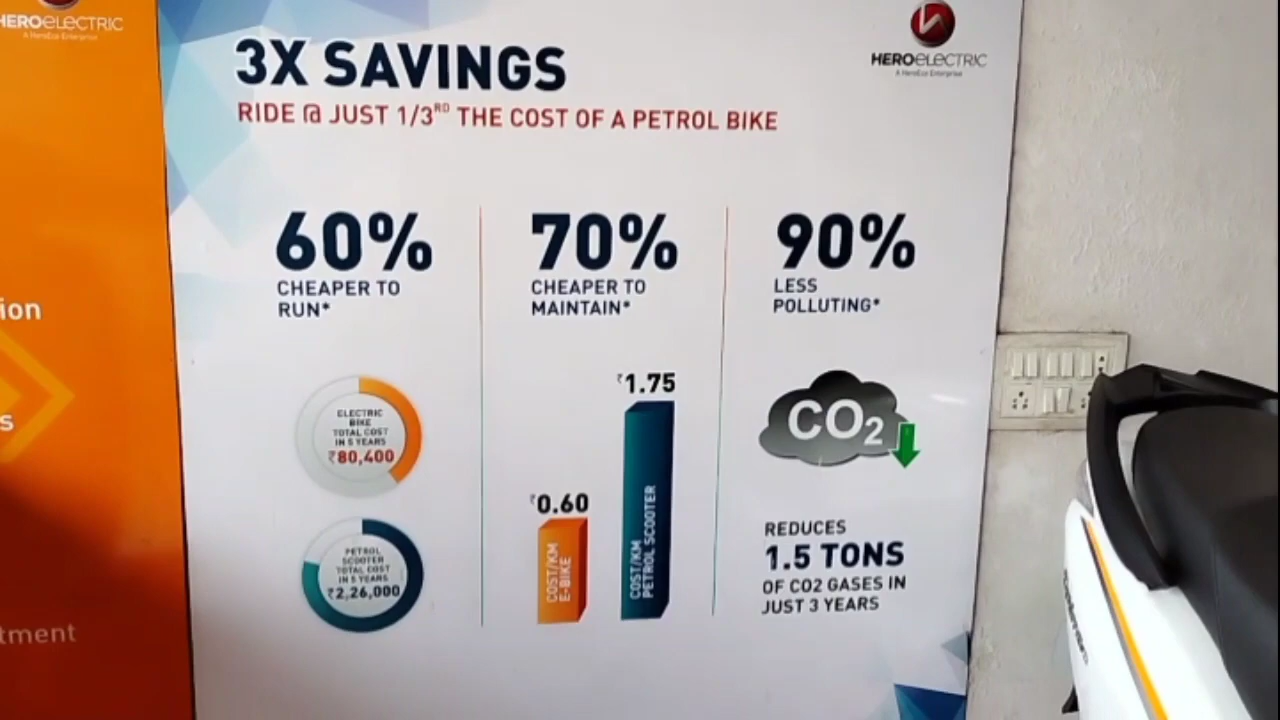 HEROELECTRIC
A HeroEco Enterprise
ion
s
tment
HEROELECTRIC
A HeroEco Enterprise
3X SAVINGS
RIDE @ JUST 1/3RD THE COST OF A PETROL BIKE
60%
CHEAPER TO
RUN*
ELECTRIC
BIKE
TOTAL COST
IN 5 YEARS
₹80,400
PETROL
SCOOTER
TOTAL COST
IN 5 YEARS
₹2,26,000
70%
CHEAPER TO
MAINTAIN*
₹1.75
₹0.60
COST/KM
E-BIKE
COST/KM
PETROL SCOOTER
90%
LESS
POLLUTING*
CO2
REDUCES
1.5 TONS
OF CO2 GASES IN
JUST 3 YEARS